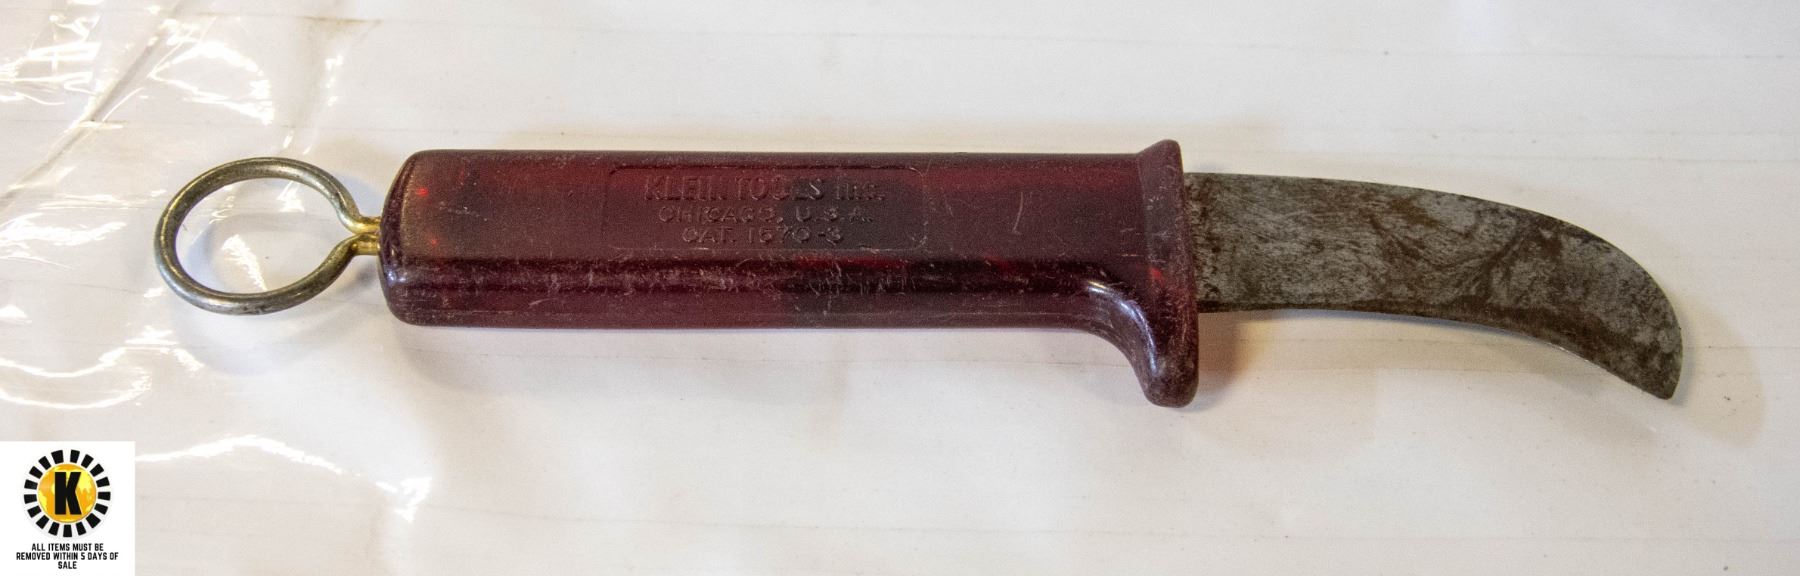 KLEIN TOOLS Inc.
CHICAGO, U.S.A.
CAT. 1570-3
K
ALL ITEMS MUST BE
REMOVED WITHIN 5 DAYS OF
SALE